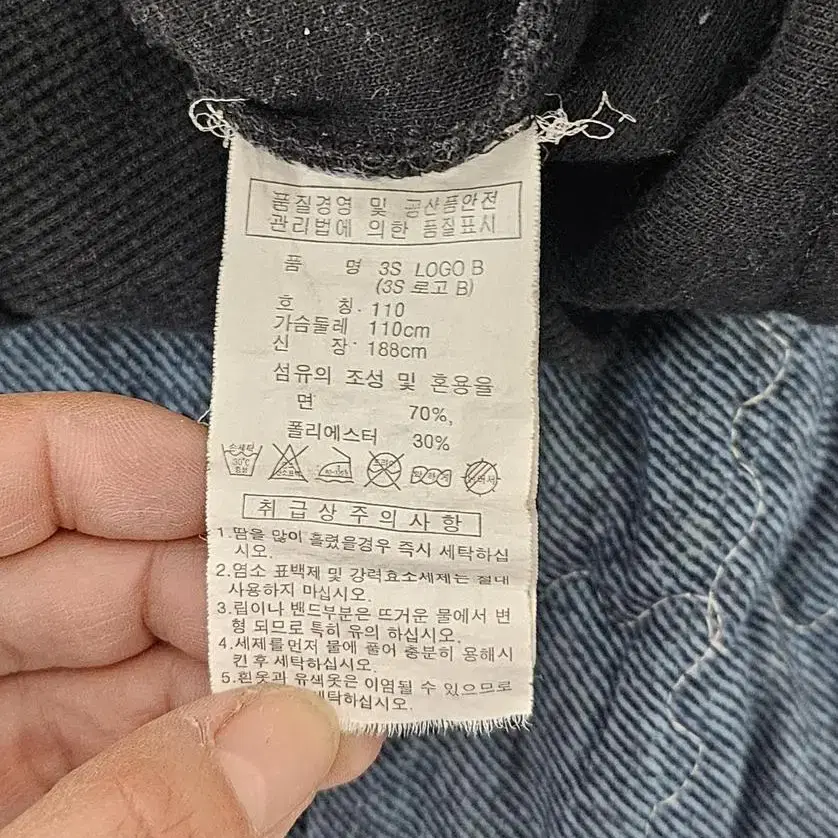 품질경영 및 공산품안전
관리법에 의한 품질표시
품 명 3S LOGO B
(3S 로고 B)
호 칭· 110
가슴둘레 110cm
신 장· 188cm
섬유의 조성 및 혼용율
면 70%,
폴리에스터 30%
손세탁
30℃
중성
취급상주의사항
1.땀을 많이 흘렸을경우 즉시 세탁하십
시오.
2.염소 표백제 및 강력효소세제는 절대
사용하지 마십시오.
3.립이나 밴드부분은 뜨거운 물에서 변
형 되므로 특히 유의 하십시오.
4.세제를먼저 물에 풀어 충분히 용해시
킨 후 세탁하십시오.
5.흰옷과 유색옷은 이염될 수 있으므로
세탁하십시오.